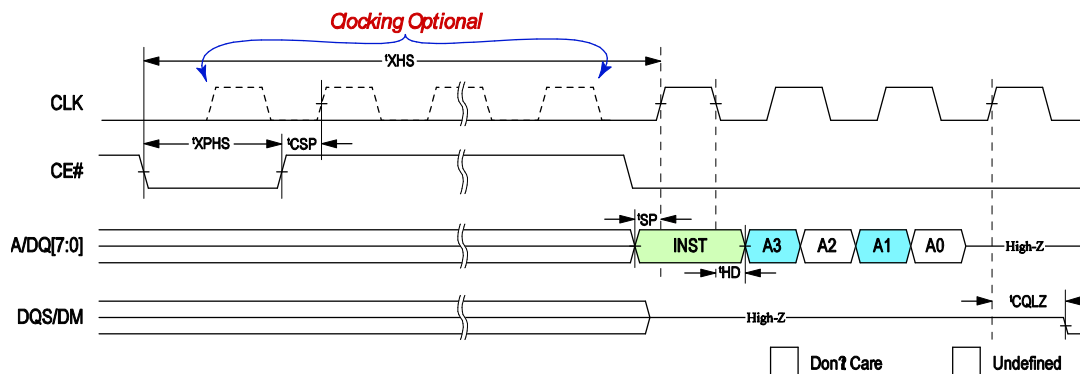 Clocking Optional
tXHS
CLK
tXPHS
tCSP
CE#
tSP
A/DQ[7:0]
INST
A3
A2
A1
A0
High-Z
tHD
tCQLZ
DQS/DM
High-Z
Don?t Care
Undefined